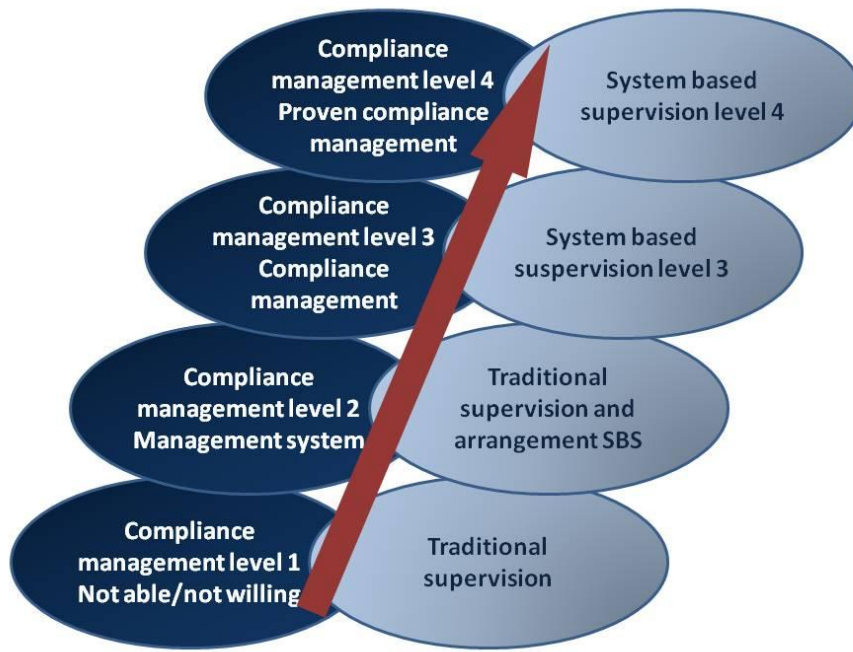 Compliance
management level 4
Proven compliance
management
System based
supervision level 4
Compliance
management level 3
Compliance
management
System based
suspervision level 3
Compliance
management level 2
Management system
Traditional
supervision and
arrangement SBS
Compliance
management level 1
Not able/not willing
Traditional
supervision